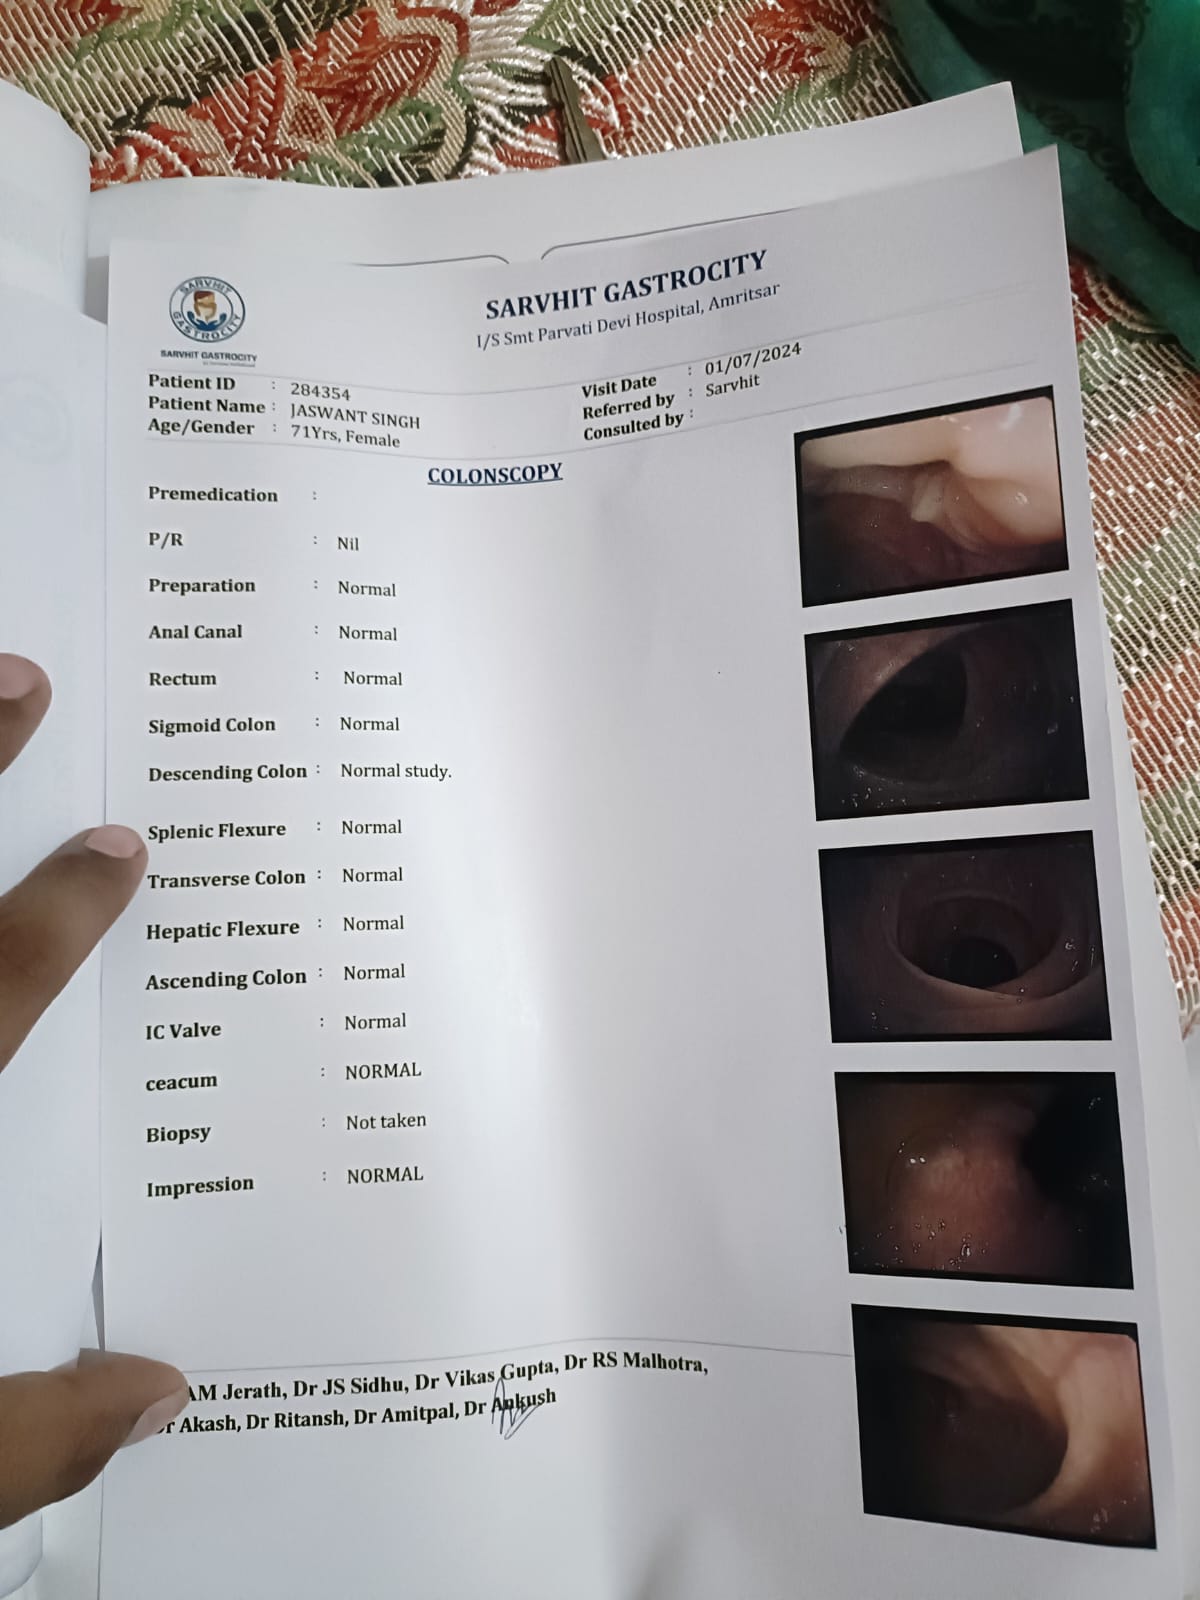 SARVHIT
GASTROCITY
SARVHIT GASTROCITY
SARVHIT GASTROCITY
I/S Smt Parvati Devi Hospital, Amritsar
Patient ID : 284354
Patient Name : JASWANT SINGH
Age/Gender : 71Yrs, Female
Visit Date : 01/07/2024
Referred by : Sarvhit
Consulted by :
COLONSCOPY
Premedication :
P/R : Nil
Preparation : Normal
Anal Canal : Normal
Rectum : Normal
Sigmoid Colon : Normal
Descending Colon : Normal study.
Splenic Flexure : Normal
Transverse Colon : Normal
Hepatic Flexure : Normal
Ascending Colon : Normal
IC Valve : Normal
ceacum : NORMAL
Biopsy : Not taken
Impression : NORMAL
AM Jerath, Dr JS Sidhu, Dr Vikas Gupta, Dr RS Malhotra,
Akash, Dr Ritansh, Dr Amitpal, Dr Ankush